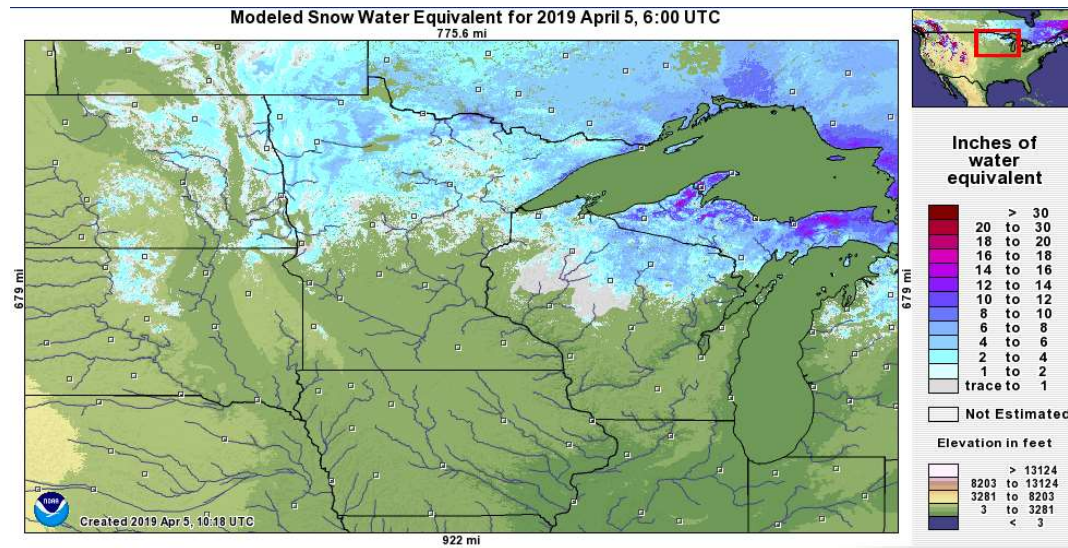 Modeled Snow Water Equivalent for 2019 April 5, 6:00 UTC
775.6 mi
679 mi
679 mi
922 mi
NOAA
Created 2019 Apr 5, 10:18 UTC
Inches of
water
equivalent
> 30
20 to 30
18 to 20
16 to 18
14 to 16
12 to 14
10 to 12
8 to 10
6 to 8
4 to 6
2 to 4
1 to 2
trace to 1
Not Estimated
Elevation in feet
> 13124
8203 to 13124
3281 to 8203
3 to 3281
< 3